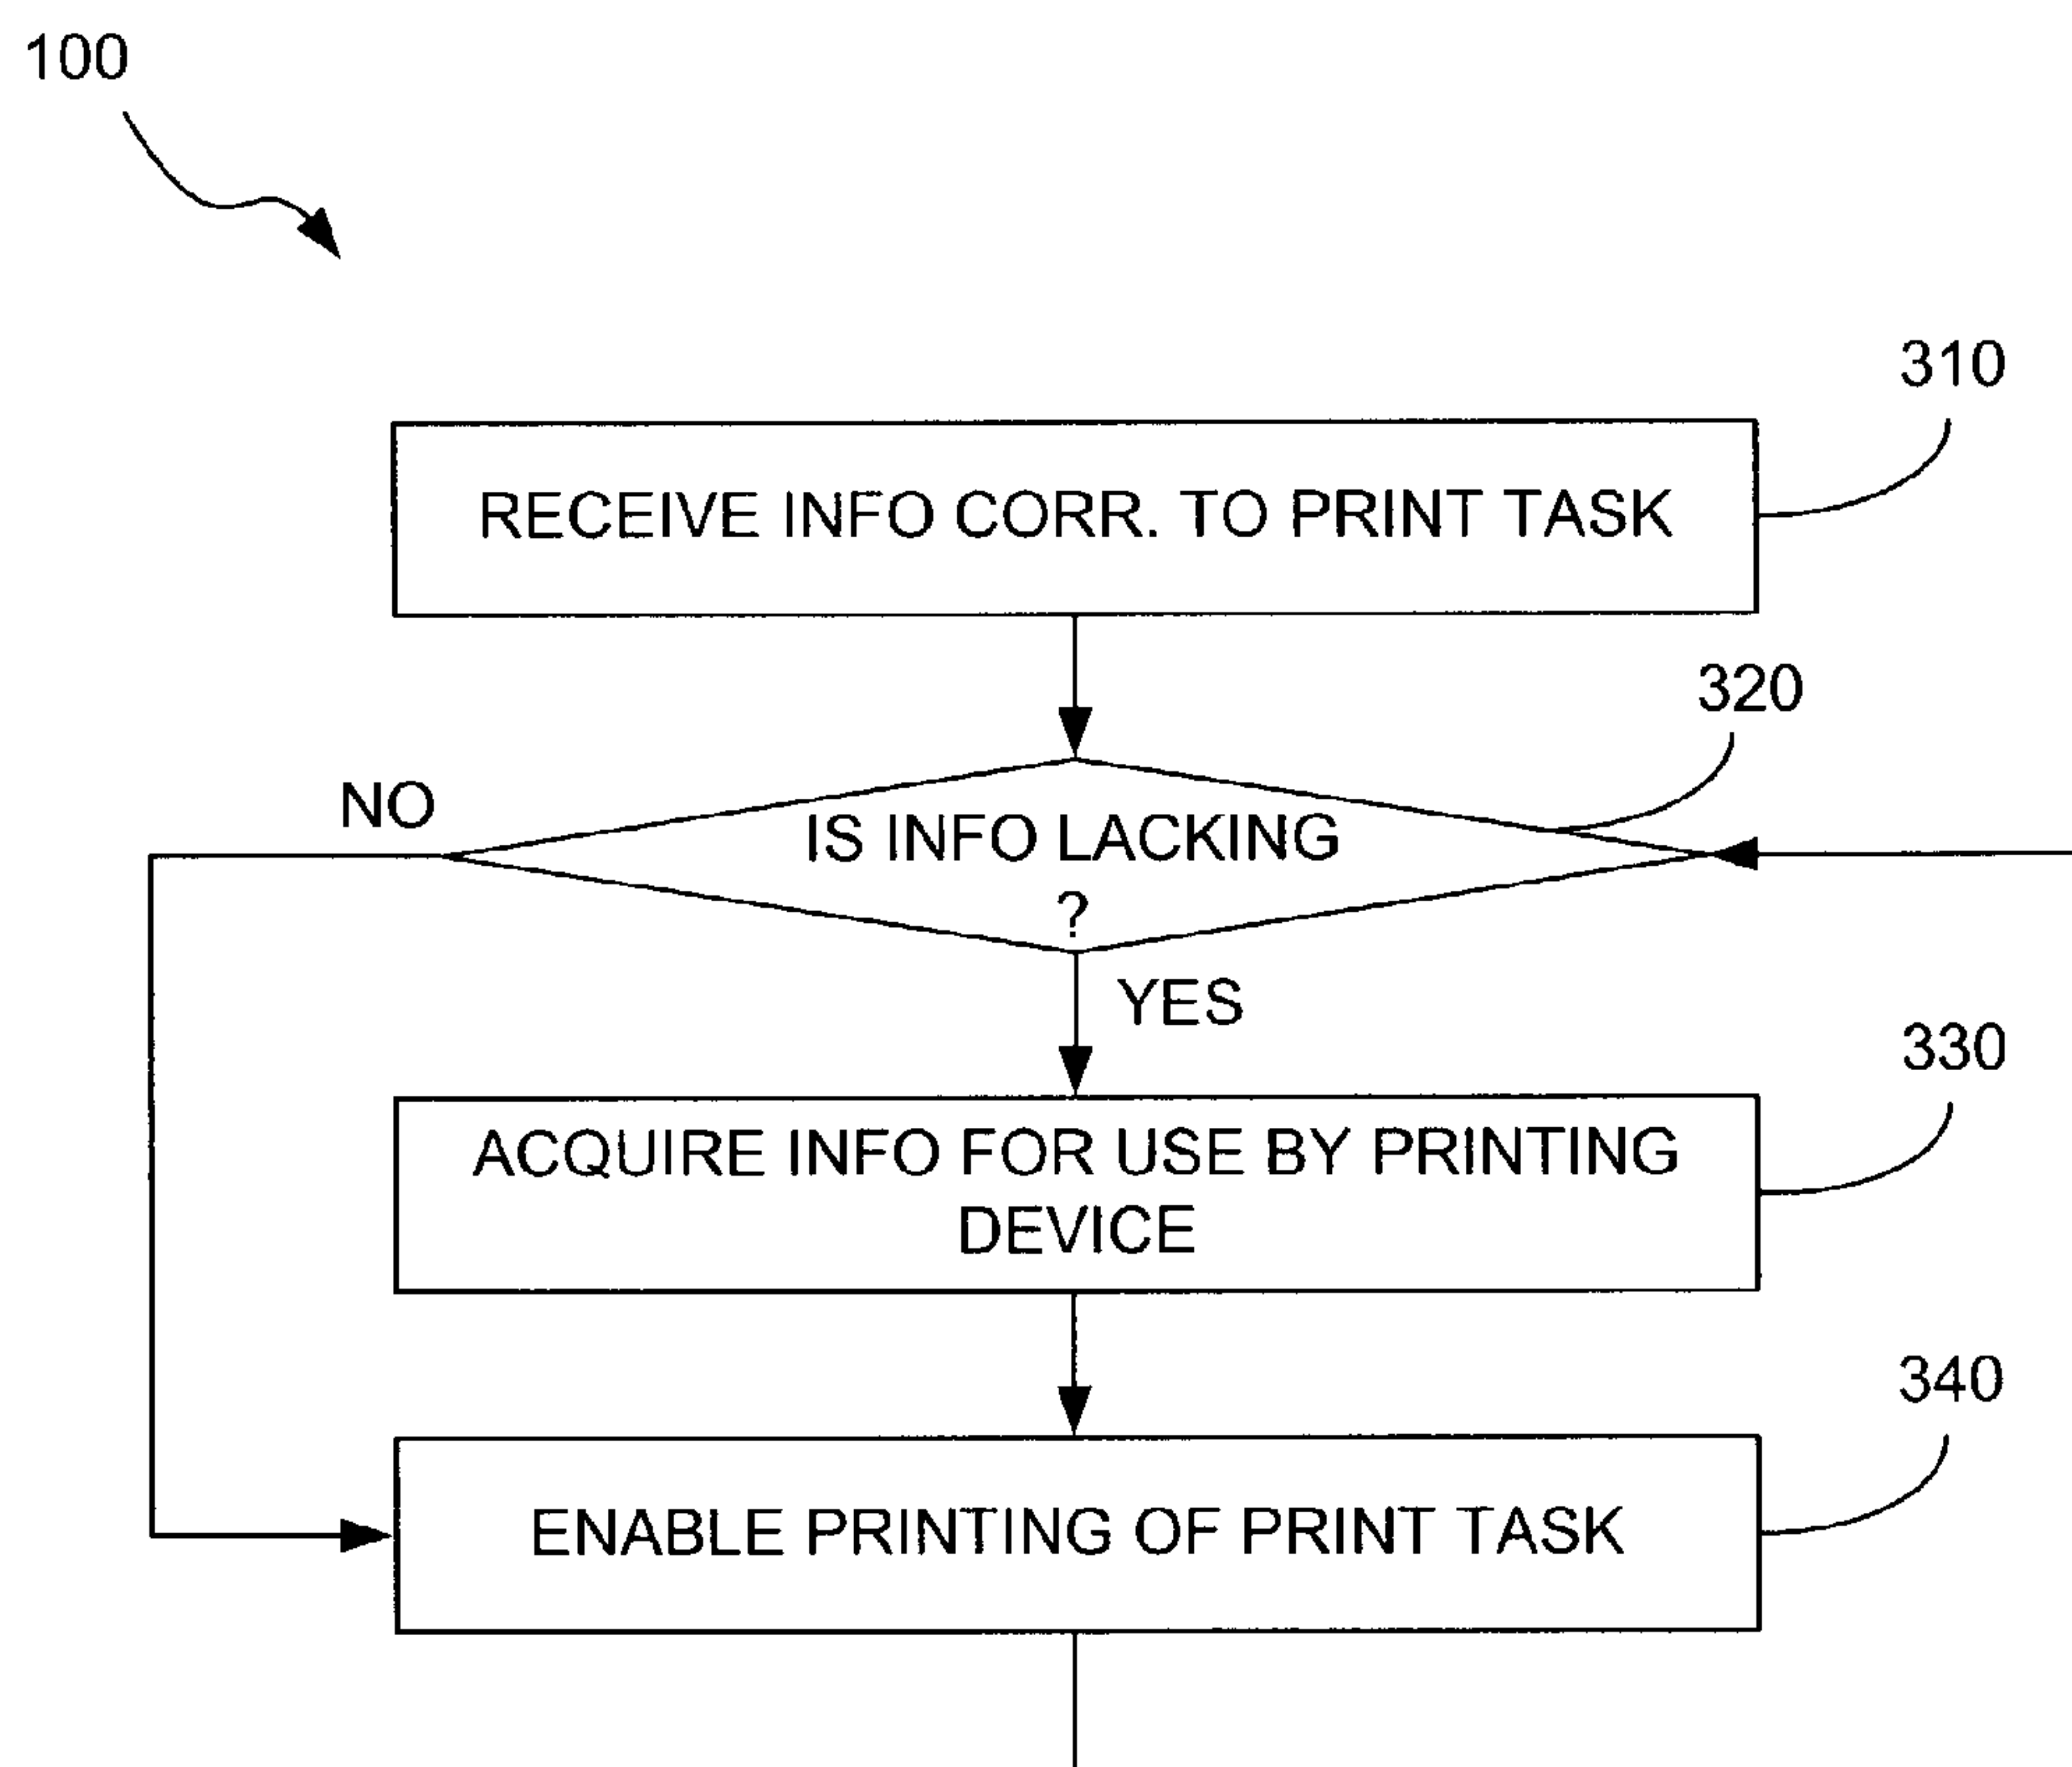 100
310
RECEIVE INFO CORR. TO PRINT TASK
320
NO
IS INFO LACKING
?
YES
330
ACQUIRE INFO FOR USE BY PRINTING
DEVICE
340
ENABLE PRINTING OF PRINT TASK